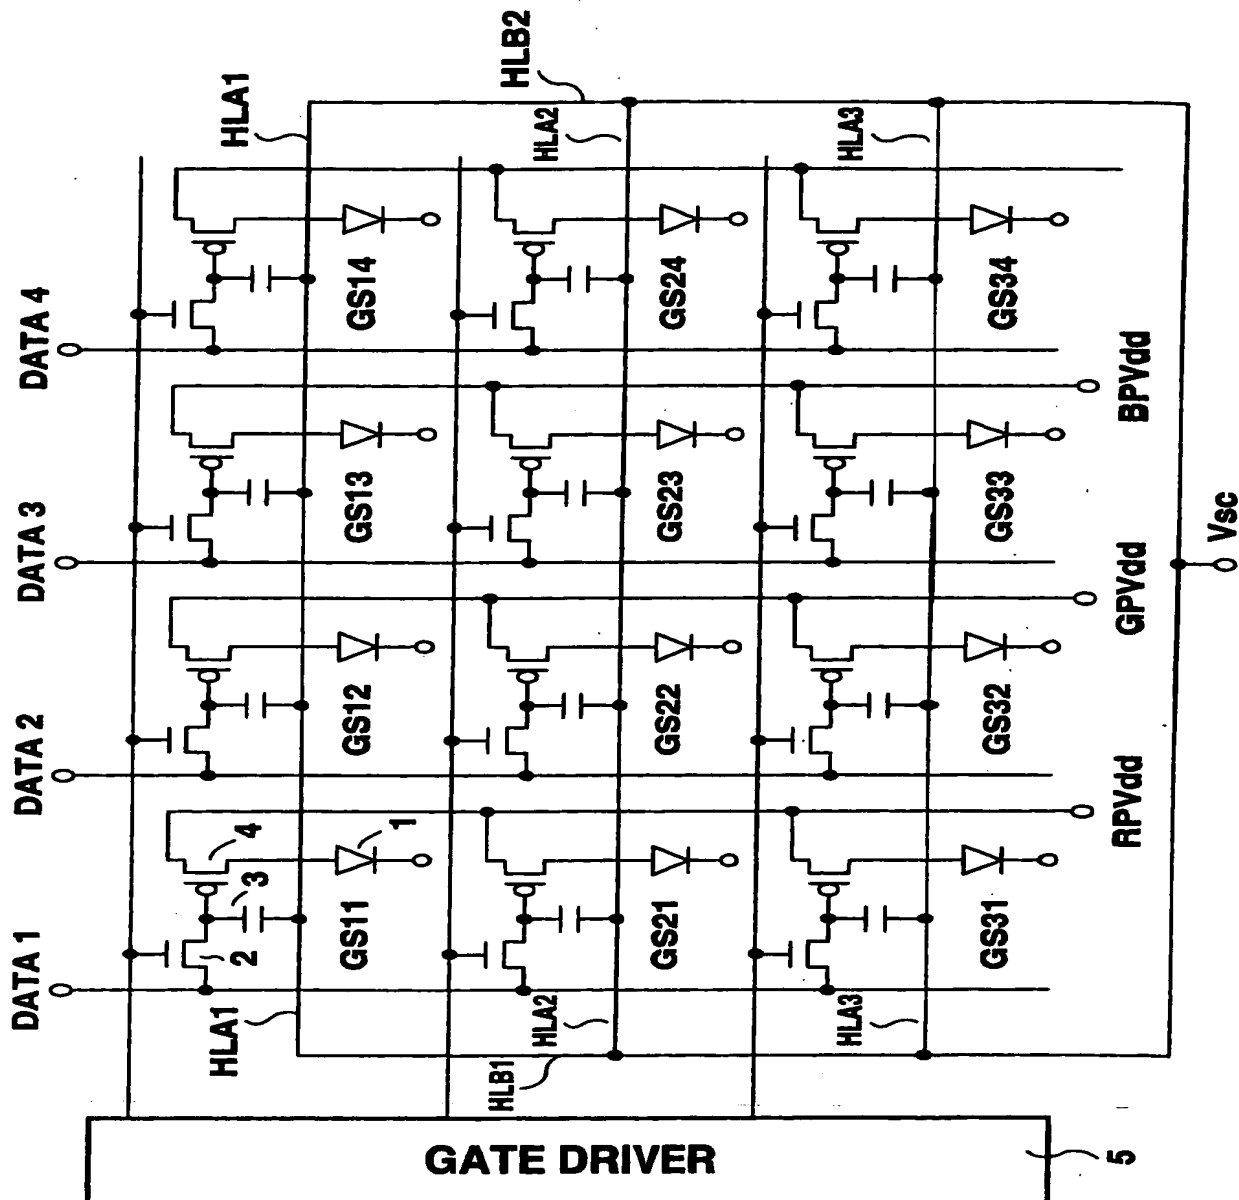 HLA1
HLB2
HLA2
HLA3
DATA 4
GS14
GS24
GS34
BPVdd
DATA 3
GS13
GS23
GS33
GPVdd
Vsc
DATA 2
GS12
GS22
GS32
RPVdd
DATA 1
2
3
4
1
GS11
GS21
GS31
HLA1
HLA2
HLA3
HLB1
GATE DRIVER
5